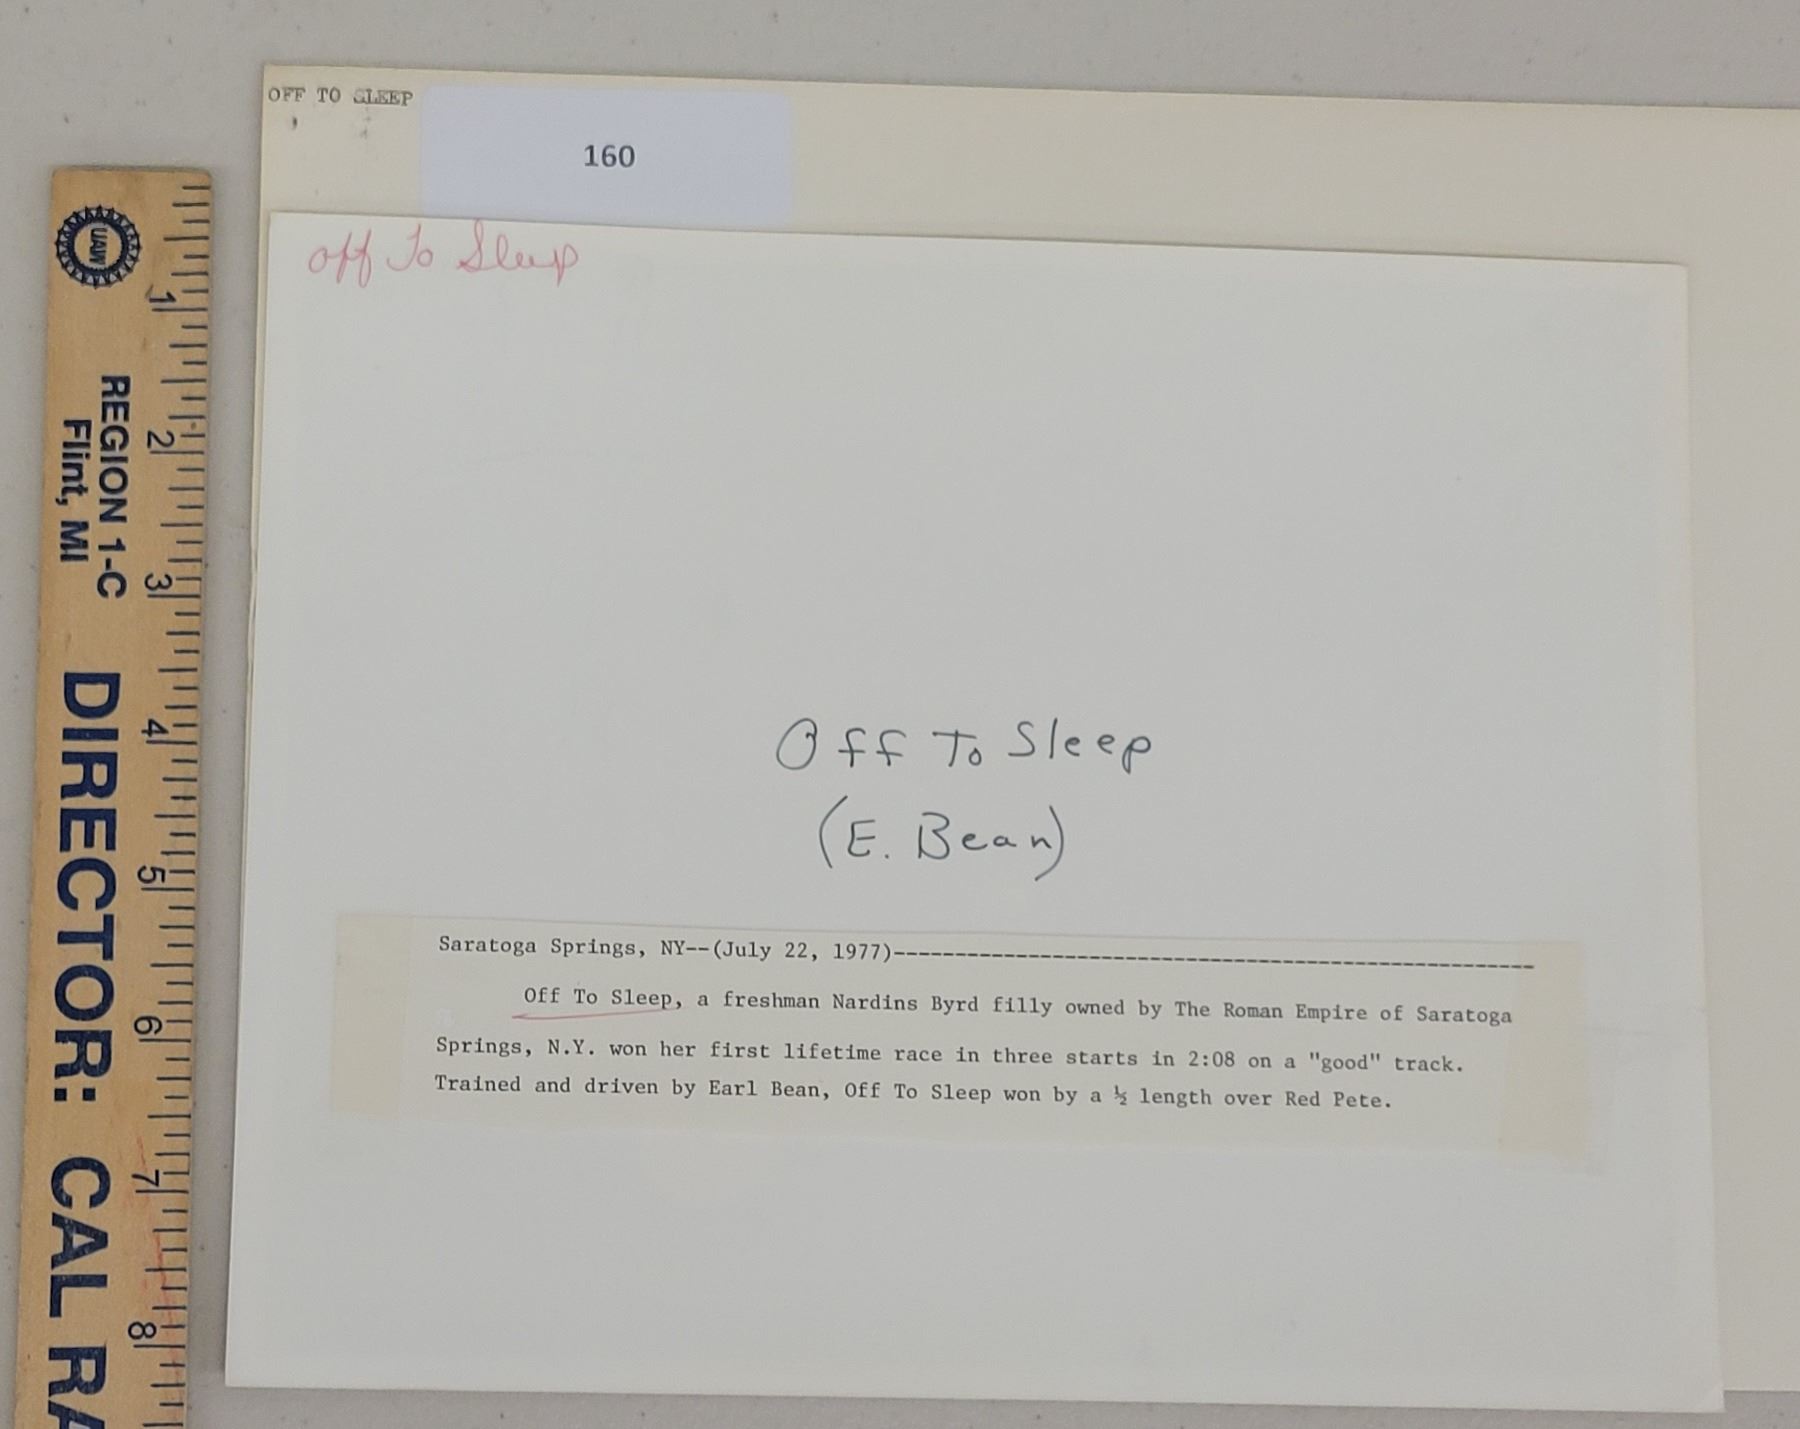 OFF TO SLEEP
160
Off To Sleep
Off To Sleep
(E. Bean)
Saratoga Springs, NY--(July 22, 1977)-----------------------------------------------------
Off To Sleep, a freshman Nardins Byrd filly owned by The Roman Empire of Saratoga
Springs, N.Y. won her first lifetime race in three starts in 2:08 on a "good" track.
Trained and driven by Earl Bean, Off To Sleep won by a ½ length over Red Pete.
UAW
REGION 1-C
Flint, MI
DIRECTOR: CAL RA
1
2
3
4
5
6
7
8